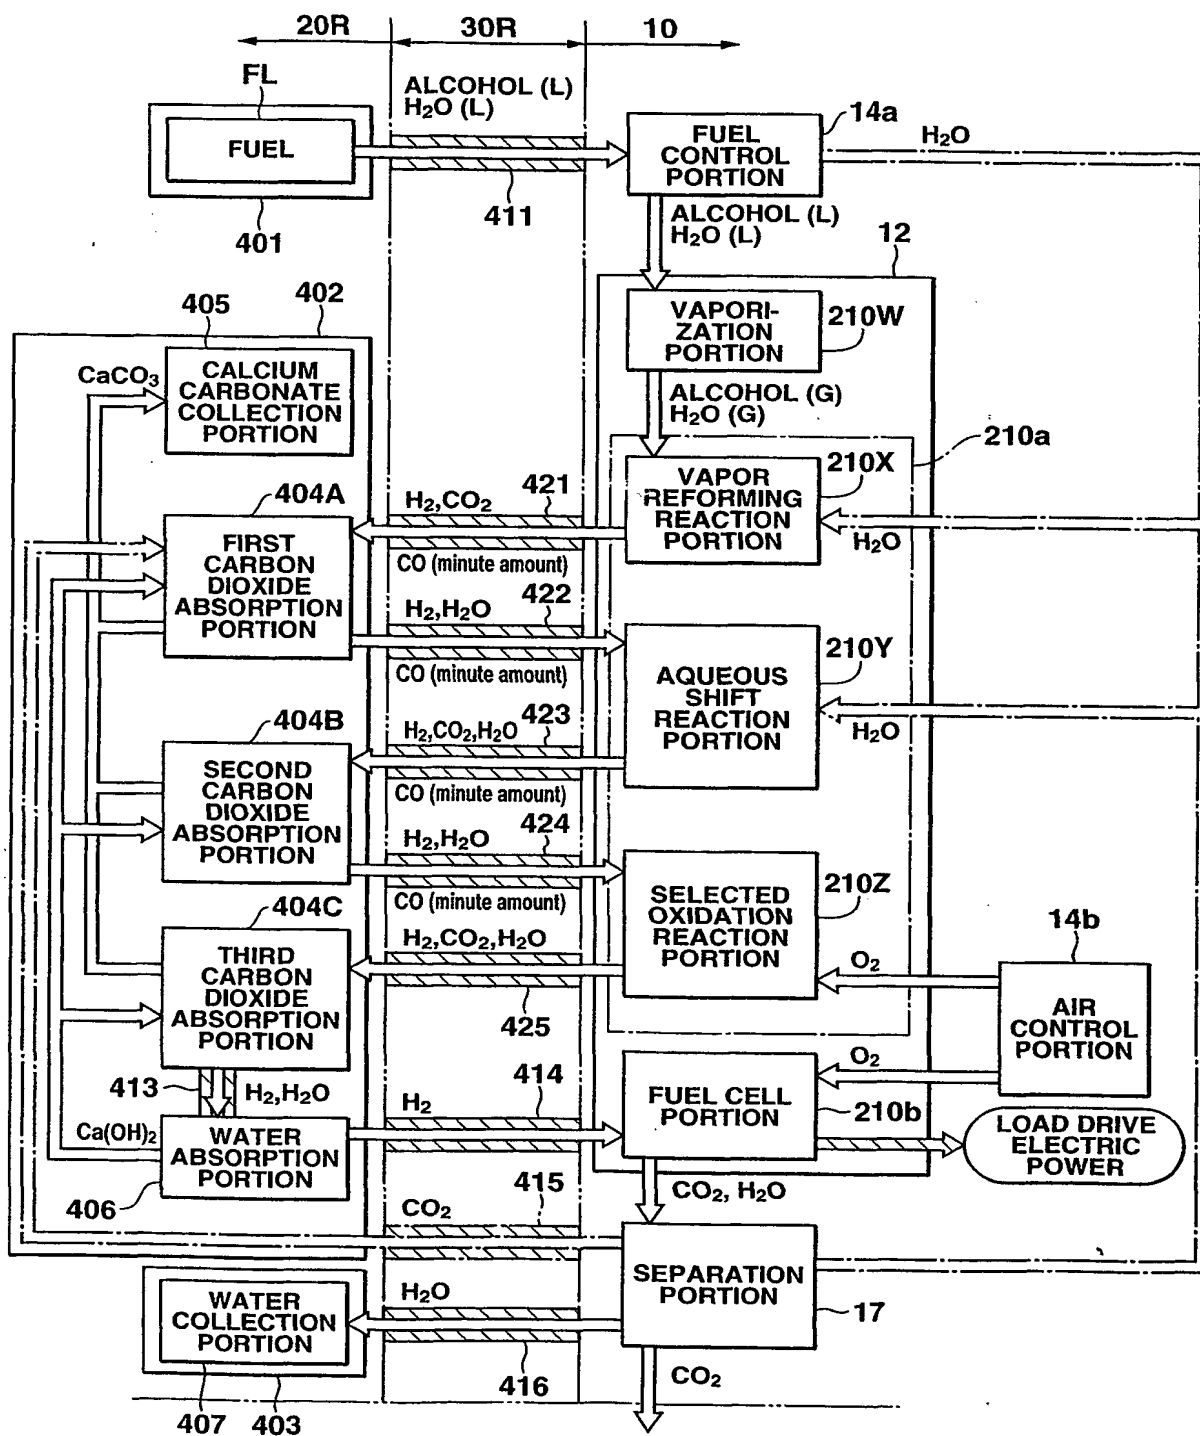 20R
30R
10
FL
ALCOHOL (L)
H2O (L)
14a
FUEL
FUEL
CONTROL
PORTION
H2O
411
401
ALCOHOL (L)
H2O (L)
12
405
402
VAPORI-
ZATION
PORTION
210W
CaCO3
CALCIUM
CARBONATE
COLLECTION
PORTION
ALCOHOL (G)
H2O (G)
210a
404A
421
H2,CO2
VAPOR
REFORMING
REACTION
PORTION
210X
FIRST
CARBON
DIOXIDE
ABSORPTION
PORTION
H2O
CO (minute amount)
422
H2,H2O
CO (minute amount)
AQUEOUS
SHIFT
REACTION
PORTION
210Y
H2O
404B
423
H2,CO2,H2O
SECOND
CARBON
DIOXIDE
ABSORPTION
PORTION
CO (minute amount)
424
H2,H2O
CO (minute amount)
SELECTED
OXIDATION
REACTION
PORTION
210Z
404C
H2,CO2,H2O
14b
O2
THIRD
CARBON
DIOXIDE
ABSORPTION
PORTION
425
AIR
CONTROL
PORTION
O2
413
H2,H2O
414
H2
FUEL CELL
PORTION
210b
Ca(OH)2
WATER
ABSORPTION
PORTION
LOAD DRIVE
ELECTRIC
POWER
406
415
CO2
CO2, H2O
SEPARATION
PORTION
17
H2O
WATER
COLLECTION
PORTION
416
CO2
407
403